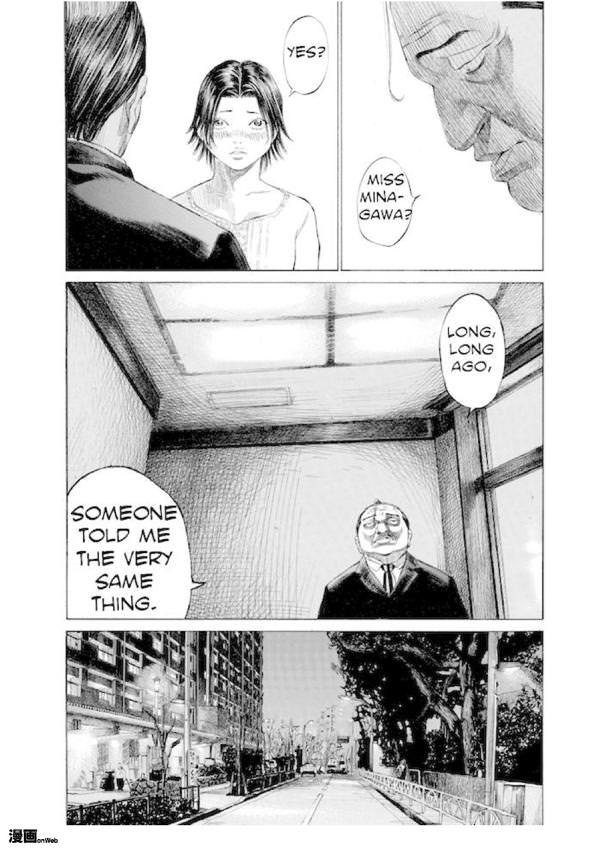 MISS
MINA-
GAWA?
YES?
LONG,
LONG
AGO,
SOMEONE
TOLD ME
THE VERY
SAME
THING.
漫画onWeb